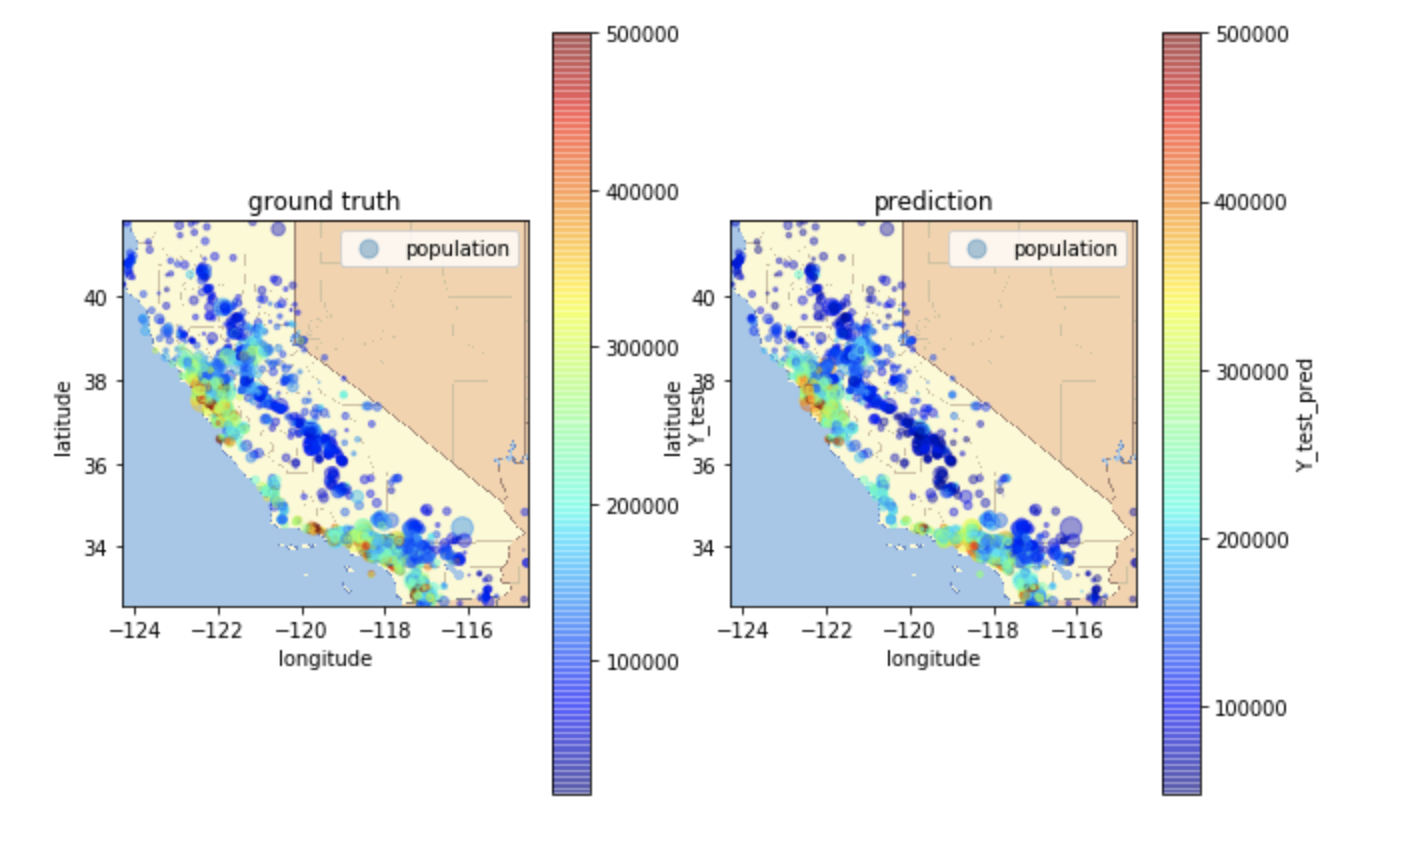 ground truth
population
40
38
36
34
latitude
−124
−122
−120
−118
−116
longitude
500000
400000
300000
200000
100000
Y_test
prediction
population
40
38
36
34
latitude
−124
−122
−120
−118
−116
longitude
500000
400000
300000
200000
100000
Y_test_pred